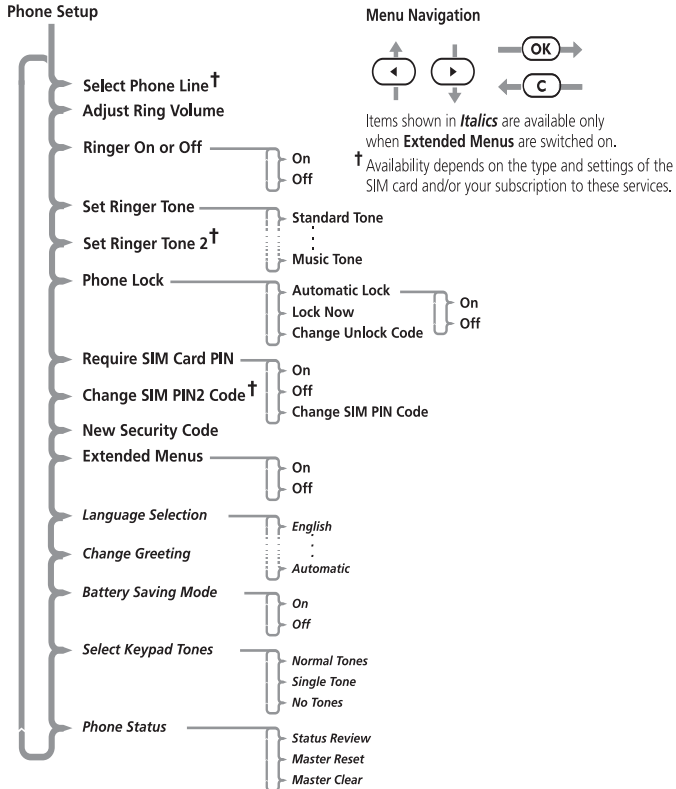 Phone Setup
Select Phone Line†
Adjust Ring Volume
Ringer On or Off
On
Off
Set Ringer Tone
Standard Tone
Set Ringer Tone 2†
Music Tone
Phone Lock
Automatic Lock
On
Off
Lock Now
Change Unlock Code
Require SIM Card PIN
On
Off
Change SIM PIN Code
Change SIM PIN2 Code†
New Security Code
Extended Menus
On
Off
Language Selection
English
Automatic
Change Greeting
Battery Saving Mode
On
Off
Select Keypad Tones
Normal Tones
Single Tone
No Tones
Phone Status
Status Review
Master Reset
Master Clear
Menu Navigation
OK
C
Items shown in Italics are available only
when Extended Menus are switched on.
† Availability depends on the type and settings of the
SIM card and/or your subscription to these services.